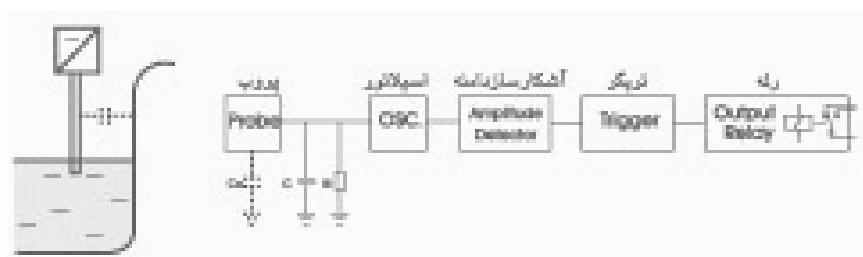 پروب
اسیلاتور
آشکارساز دامنه
تریگر
رله
Probe
OSC.
Amplitude
Detector
Trigger
Output
Relay
C
R